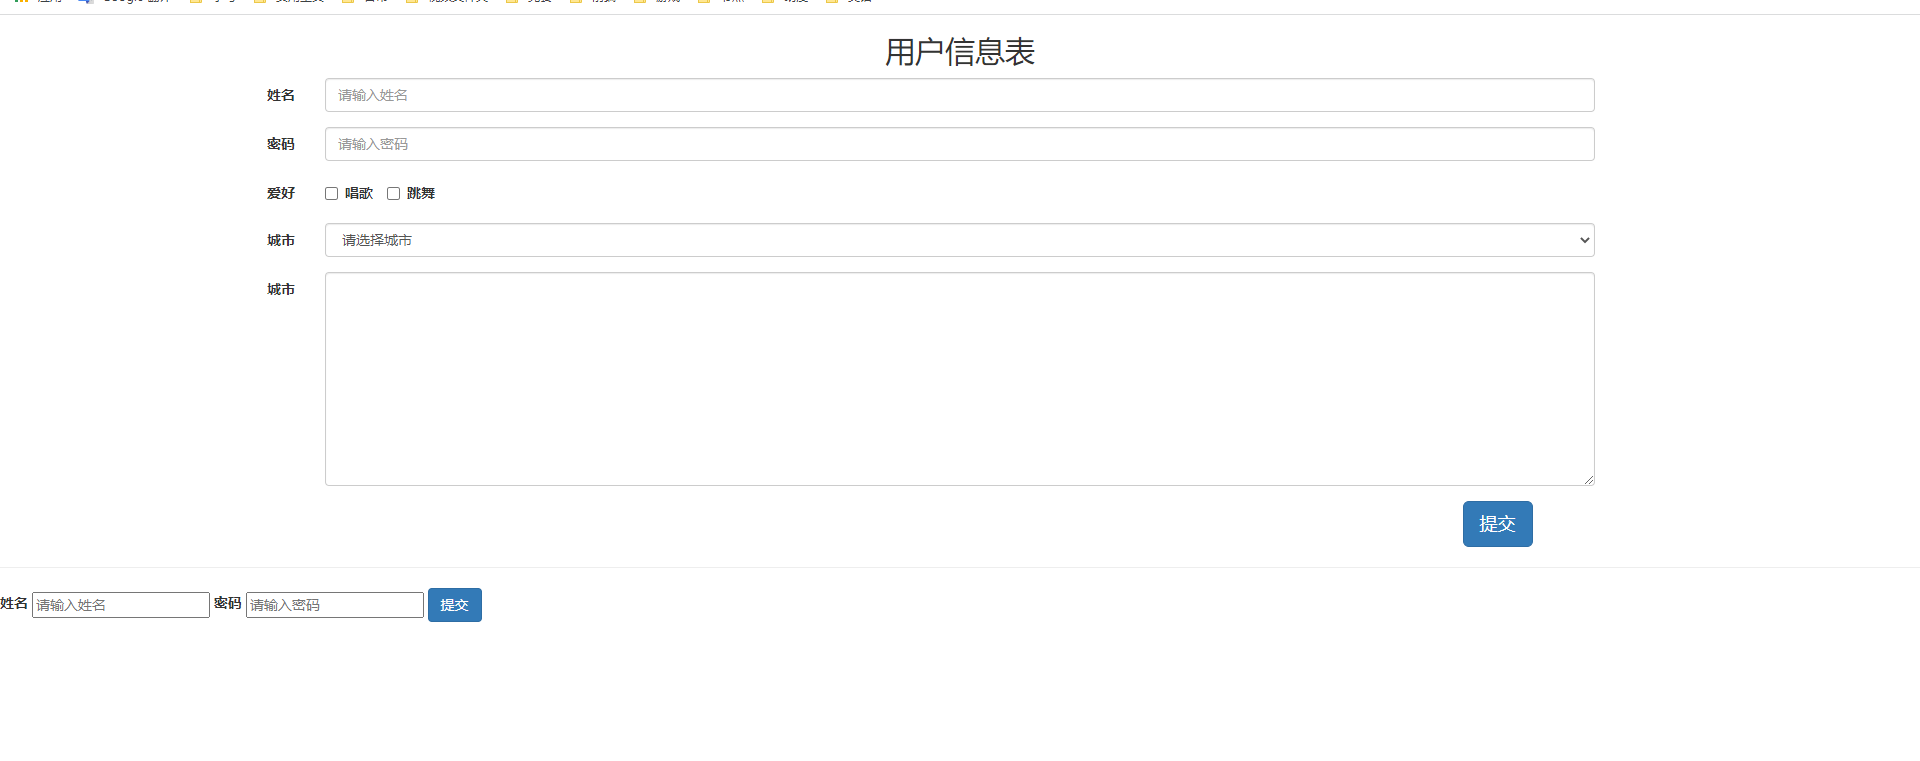 用户信息表
姓名 请输入姓名
密码 请输入密码
爱好 唱歌 跳舞
城市 请选择城市
城市
提交
姓名 请输入姓名 密码 请输入密码 提交